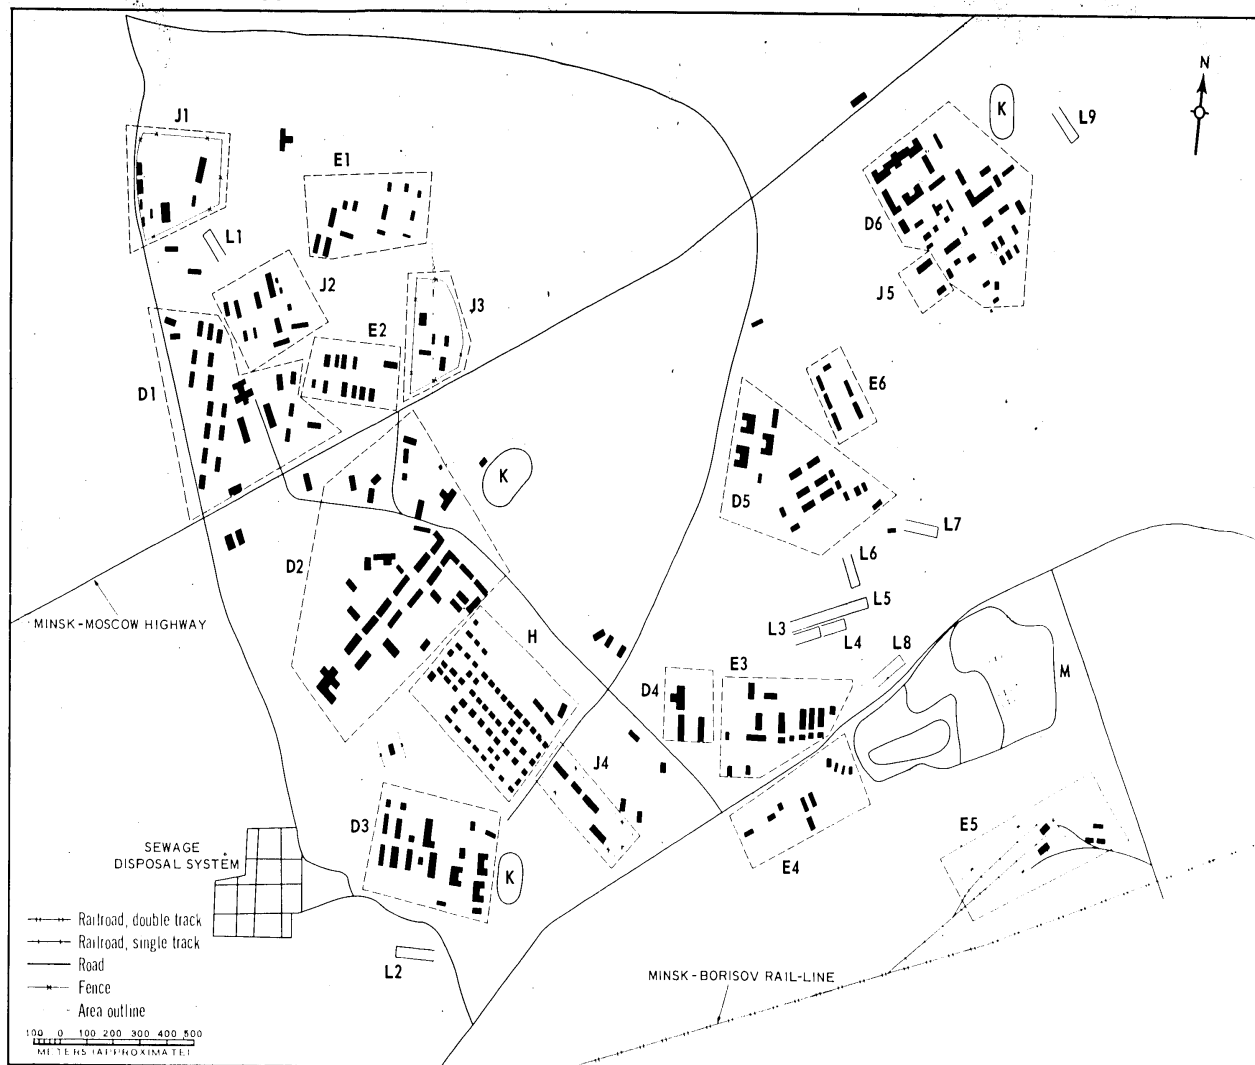 N
K
L9
J1
E1
D6
L1
J2
J5
J3
E2
D1
E6
K
D5
L7
D2
L6
L5
MINSK-MOSCOW HIGHWAY
H
L3
L4
L8
E3
D4
M
J4
D3
E5
SEWAGE
DISPOSAL SYSTEM
E4
K
Railroad, double track
Railroad, single track
Road
L2
MINSK-BORISOV RAIL-LINE
Fence
Area outline
100 0 100 200 300 400 500
METERS (APPROXIMATE)